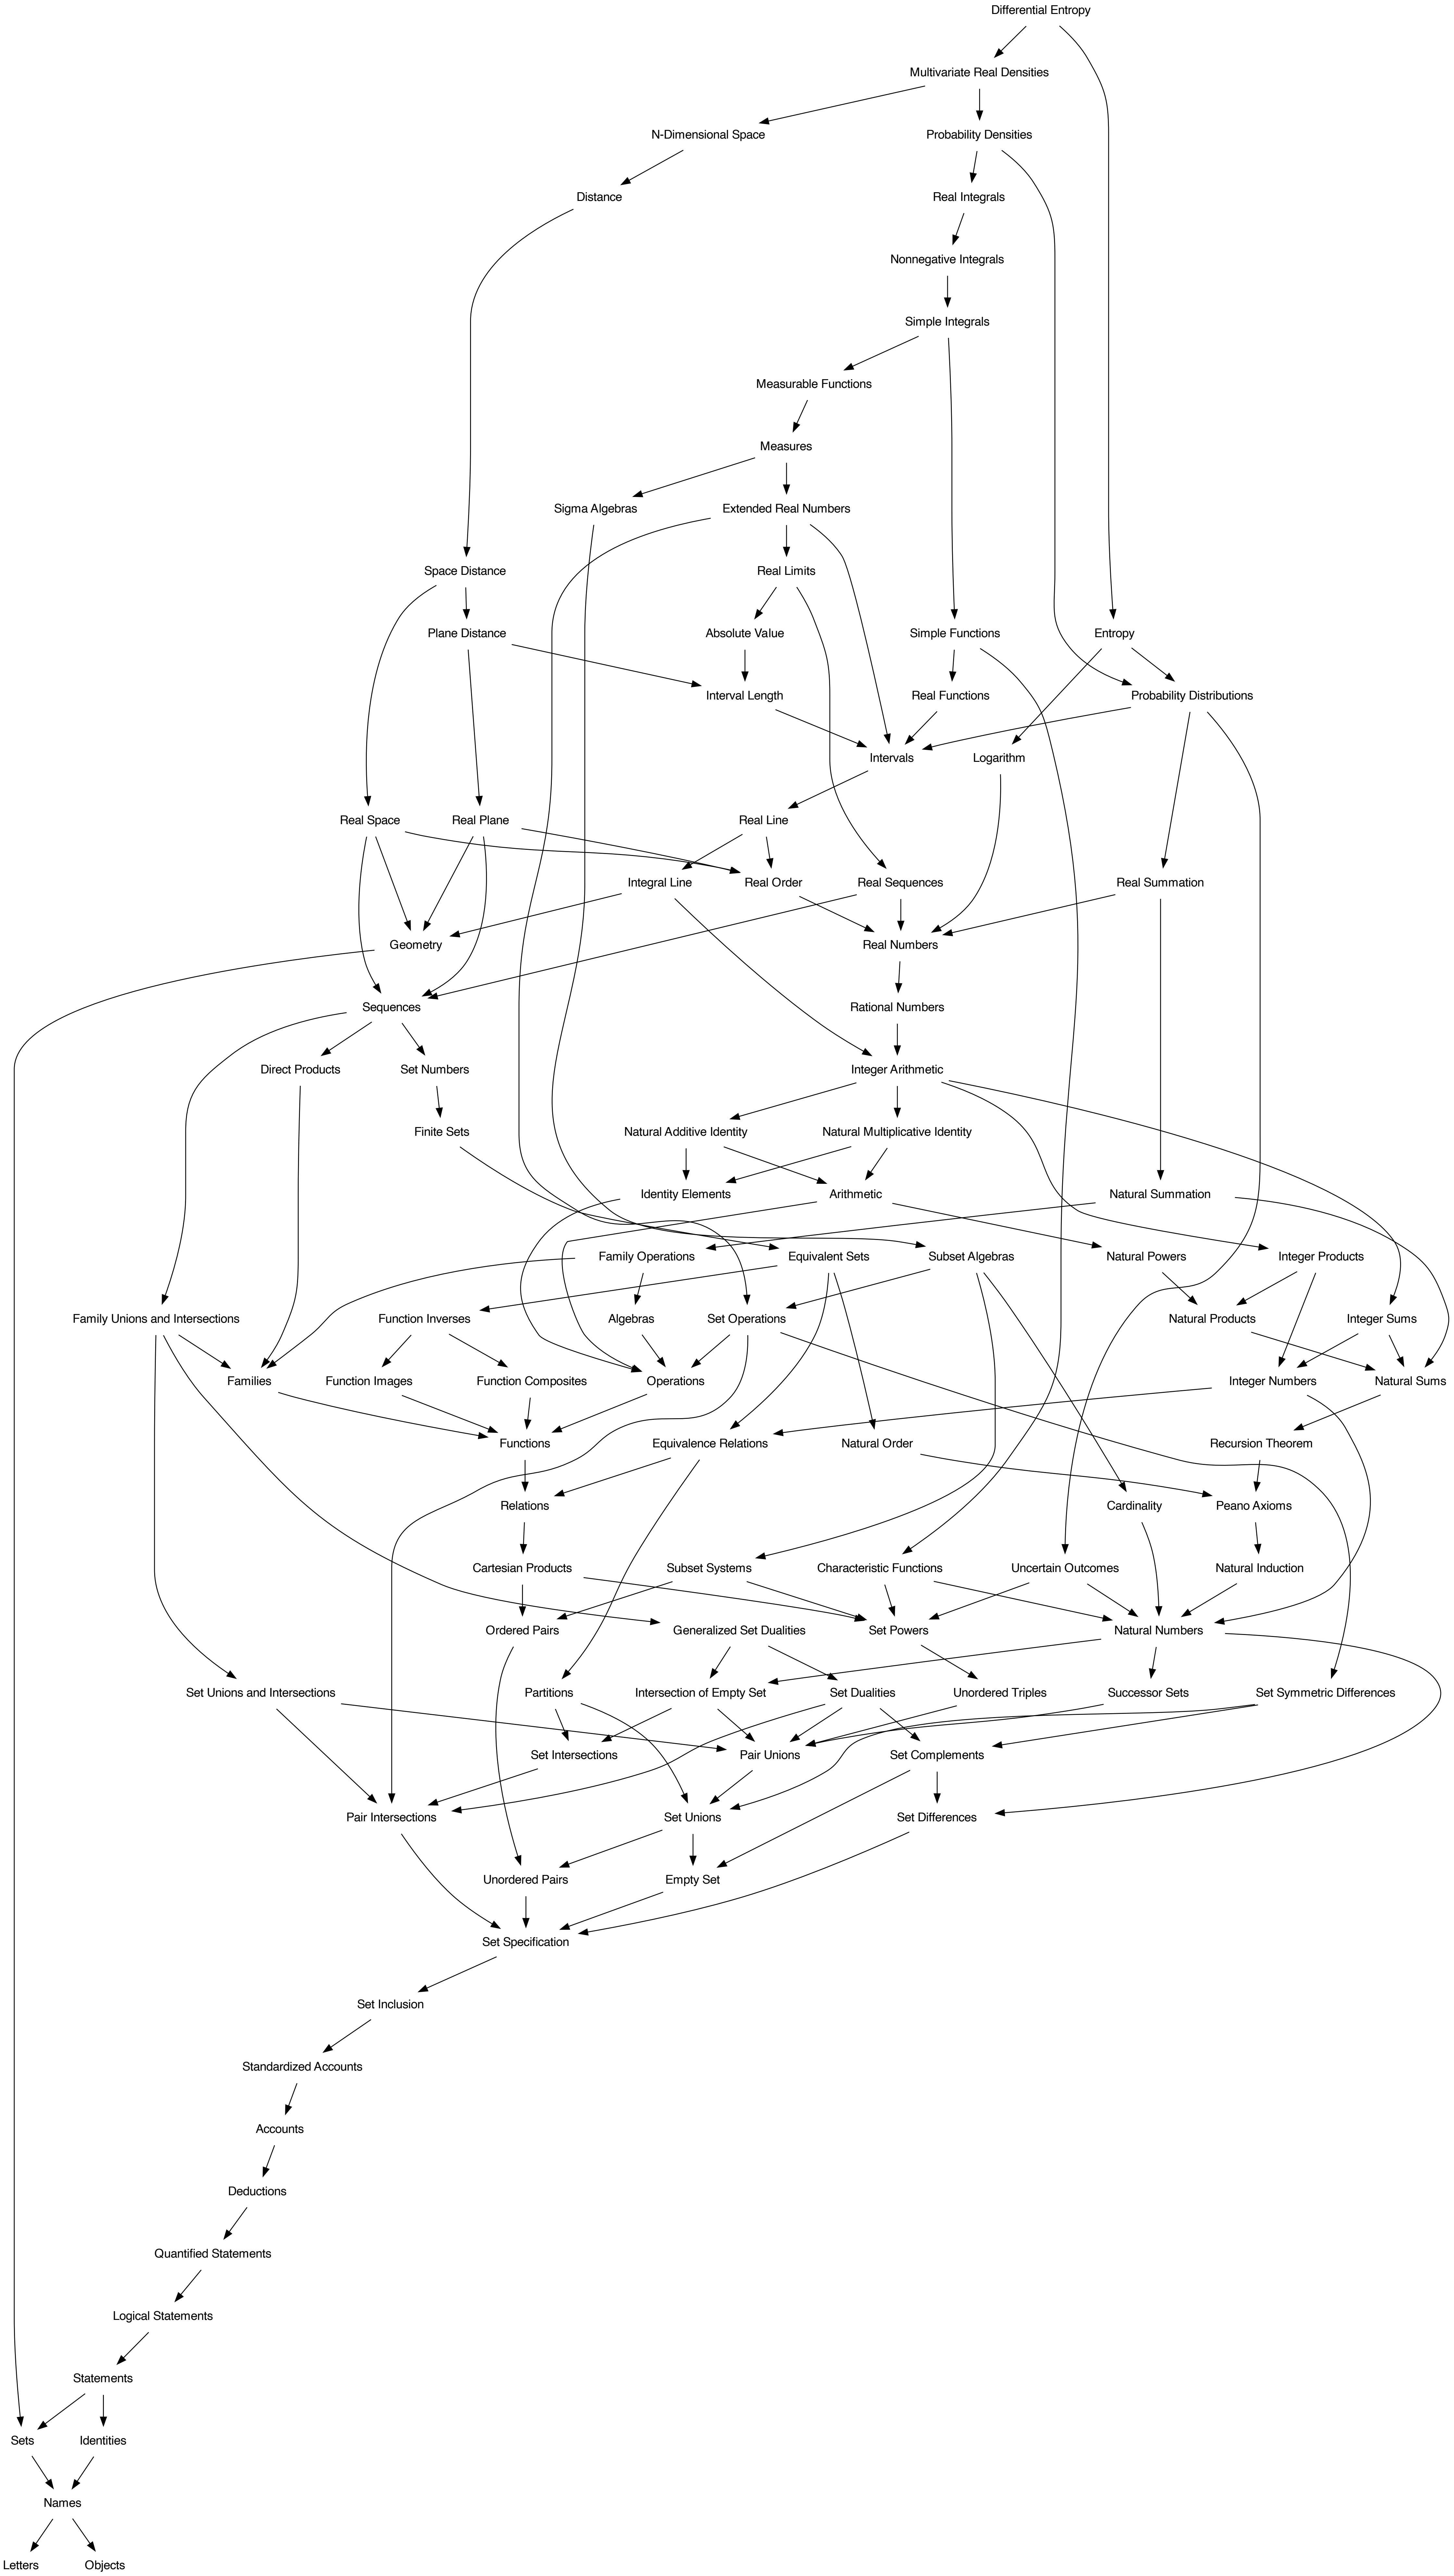 Differential Entropy
Multivariate Real Densities
N-Dimensional Space
Probability Densities
Distance
Real Integrals
Nonnegative Integrals
Simple Integrals
Measurable Functions
Measures
Sigma Algebras
Extended Real Numbers
Space Distance
Real Limits
Plane Distance
Absolute Value
Simple Functions
Entropy
Interval Length
Real Functions
Probability Distributions
Intervals
Logarithm
Real Space
Real Plane
Real Line
Integral Line
Real Order
Real Sequences
Real Summation
Geometry
Real Numbers
Sequences
Rational Numbers
Direct Products
Set Numbers
Integer Arithmetic
Finite Sets
Natural Additive Identity
Natural Multiplicative Identity
Identity Elements
Arithmetic
Natural Summation
Family Operations
Equivalent Sets
Subset Algebras
Natural Powers
Integer Products
Family Unions and Intersections
Function Inverses
Algebras
Set Operations
Natural Products
Integer Sums
Families
Function Images
Function Composites
Operations
Integer Numbers
Natural Sums
Functions
Equivalence Relations
Natural Order
Recursion Theorem
Relations
Cardinality
Peano Axioms
Cartesian Products
Subset Systems
Characteristic Functions
Uncertain Outcomes
Natural Induction
Ordered Pairs
Generalized Set Dualities
Set Powers
Natural Numbers
Set Unions and Intersections
Partitions
Intersection of Empty Set
Set Dualities
Unordered Triples
Successor Sets
Set Symmetric Differences
Set Intersections
Pair Unions
Set Complements
Pair Intersections
Set Unions
Set Differences
Unordered Pairs
Empty Set
Set Specification
Set Inclusion
Standardized Accounts
Accounts
Deductions
Quantified Statements
Logical Statements
Statements
Sets
Identities
Names
Letters
Objects